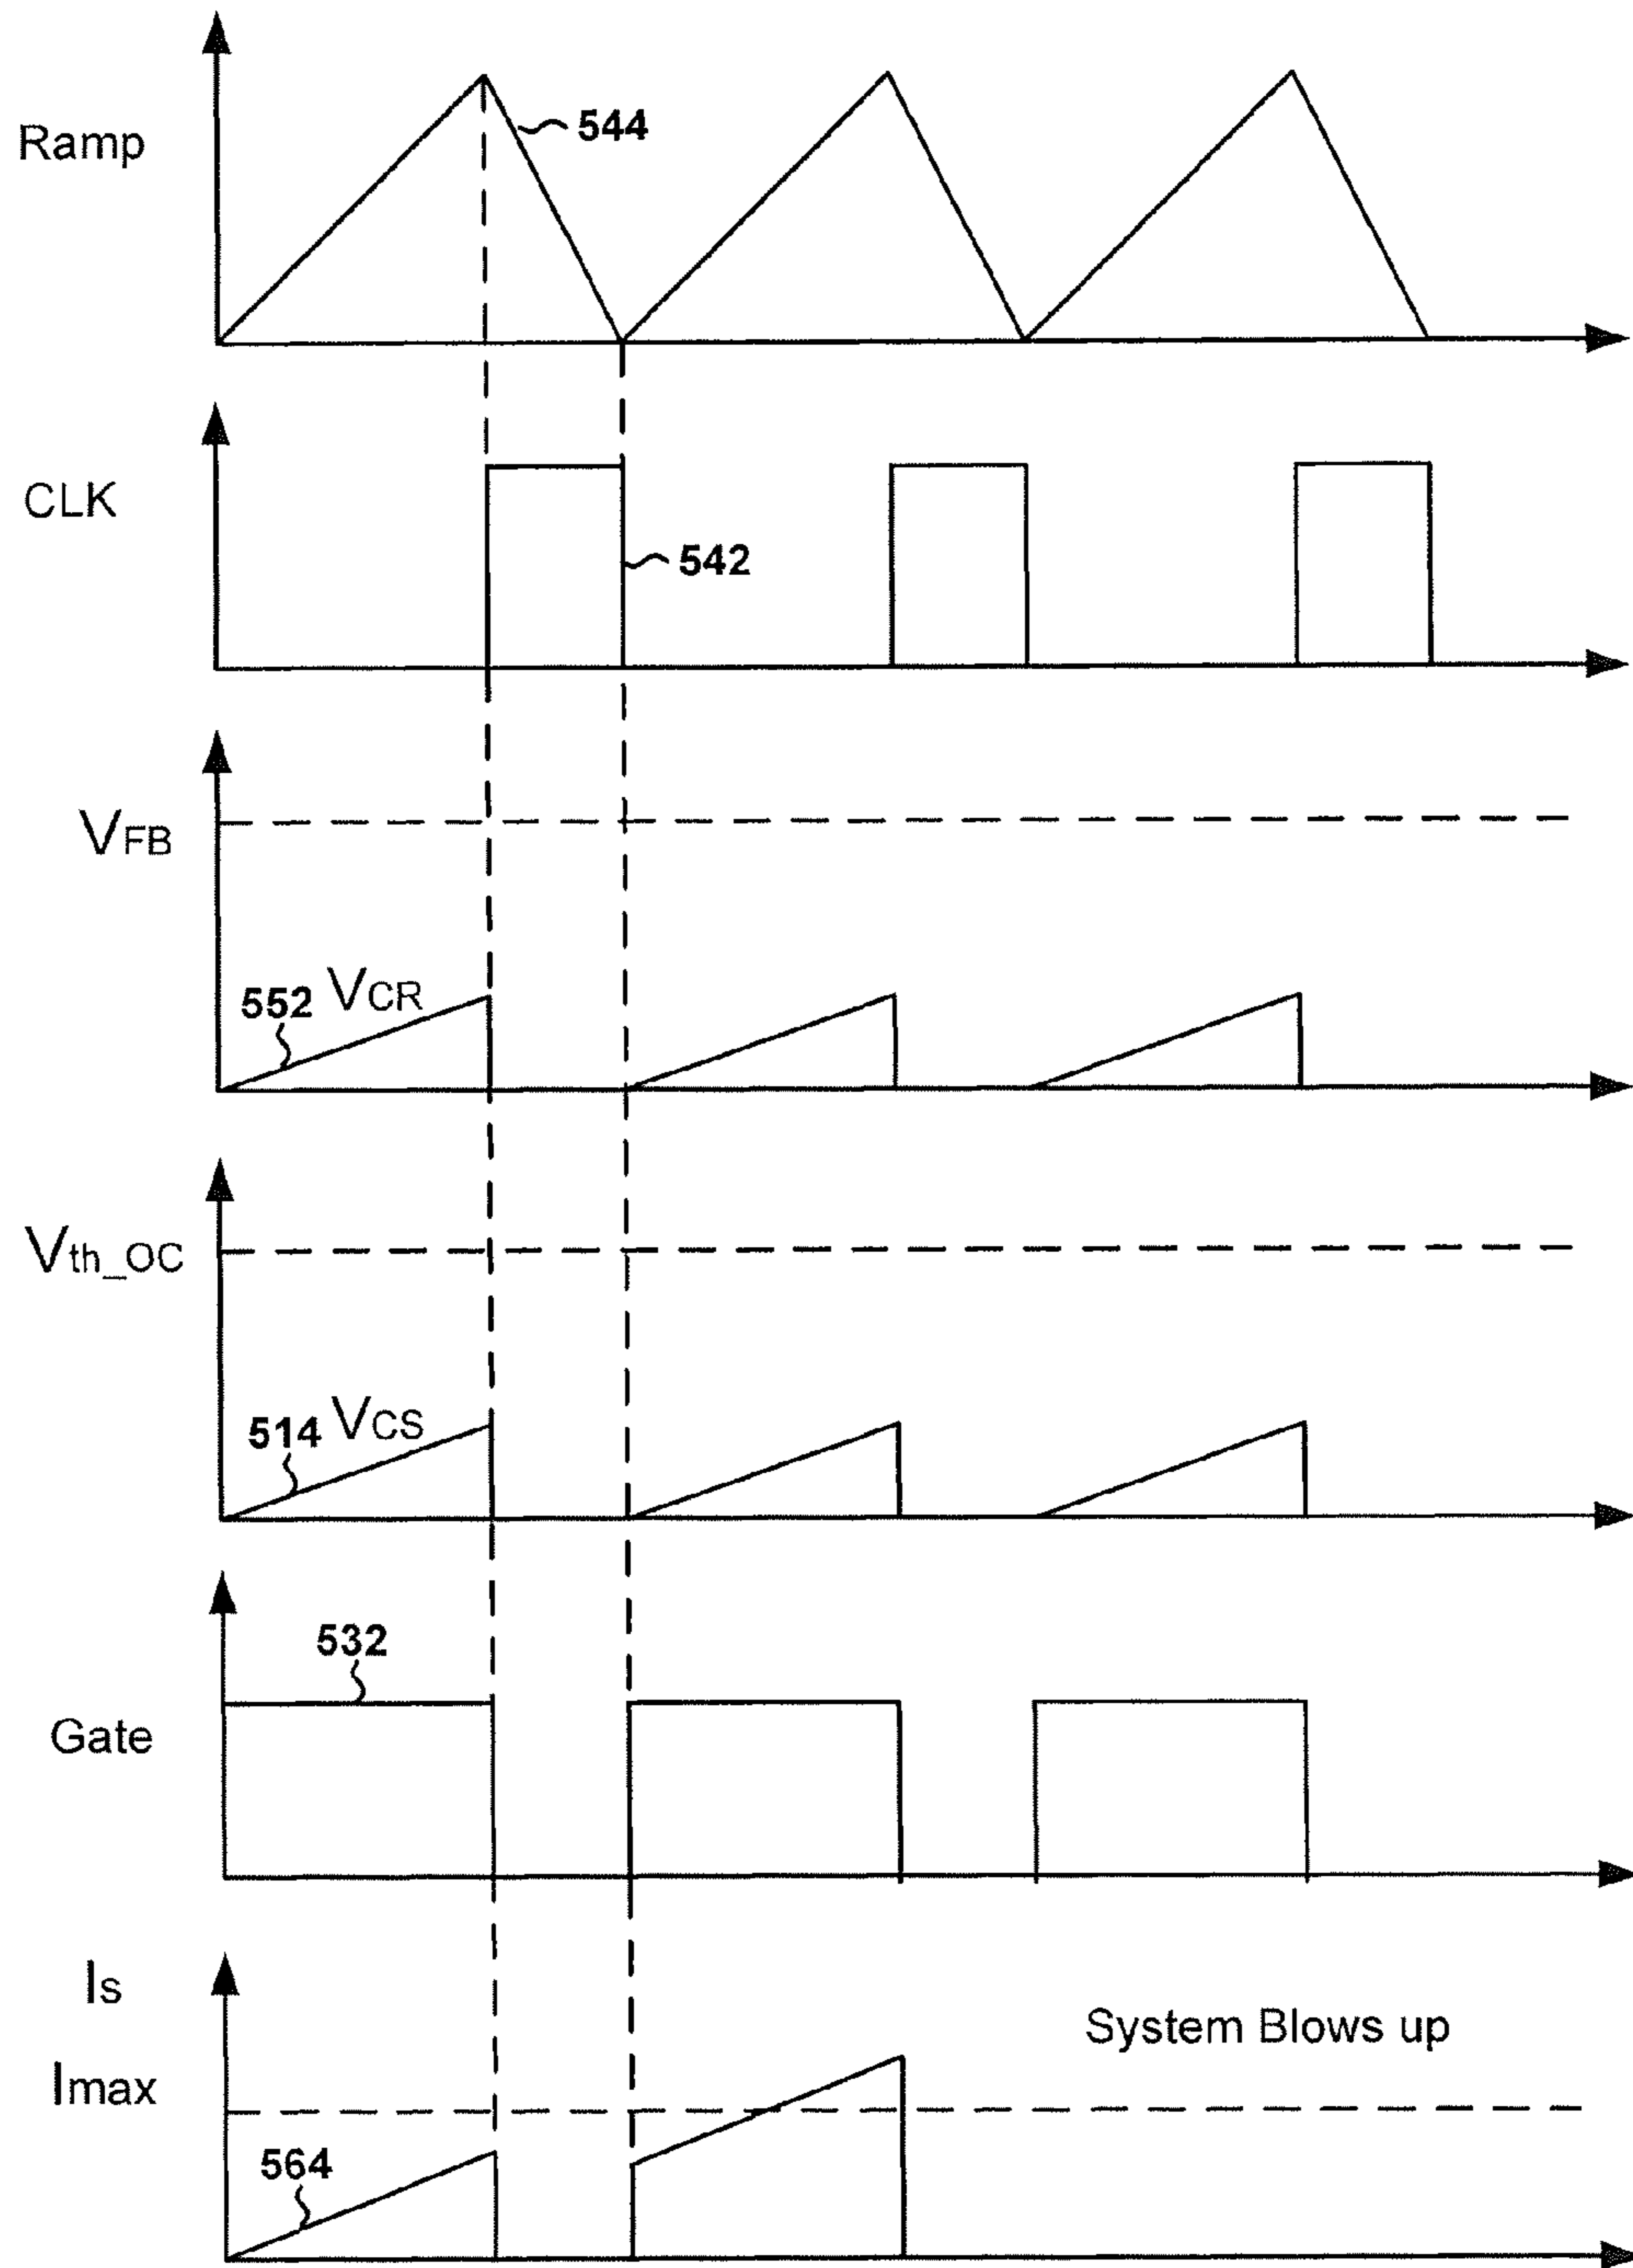 Ramp
544
CLK
542
VFB
552
VCR
Vth_OC
514
VCS
532
Gate
Is
System Blows up
Imax
564